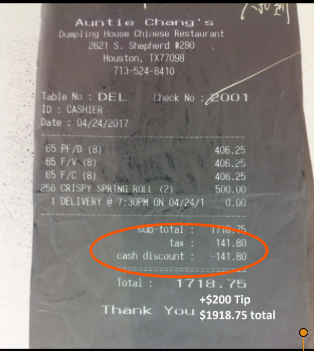 Auntie Chang's
Dumpling House Chinese Restaurant
2621 S. Shepherd #290
Houston, TX77098
713-524-8410
Table No : DEL Check No : 2001
ID : CASHIER
Date : 04/24/2017
65 PF/D (8) 406.25
65 F/V (8) 406.25
65 F/C (8) 406.25
250 CRISPY SPRING ROLL (2) 500.00
1 DELIVERY @ 7:30PM ON 04/24/1 0.00
sub-total : 1718.75
tax : 141.80
cash discount : -141.80
Total : 1718.75
+$200 Tip
Thank You
$1918.75 total